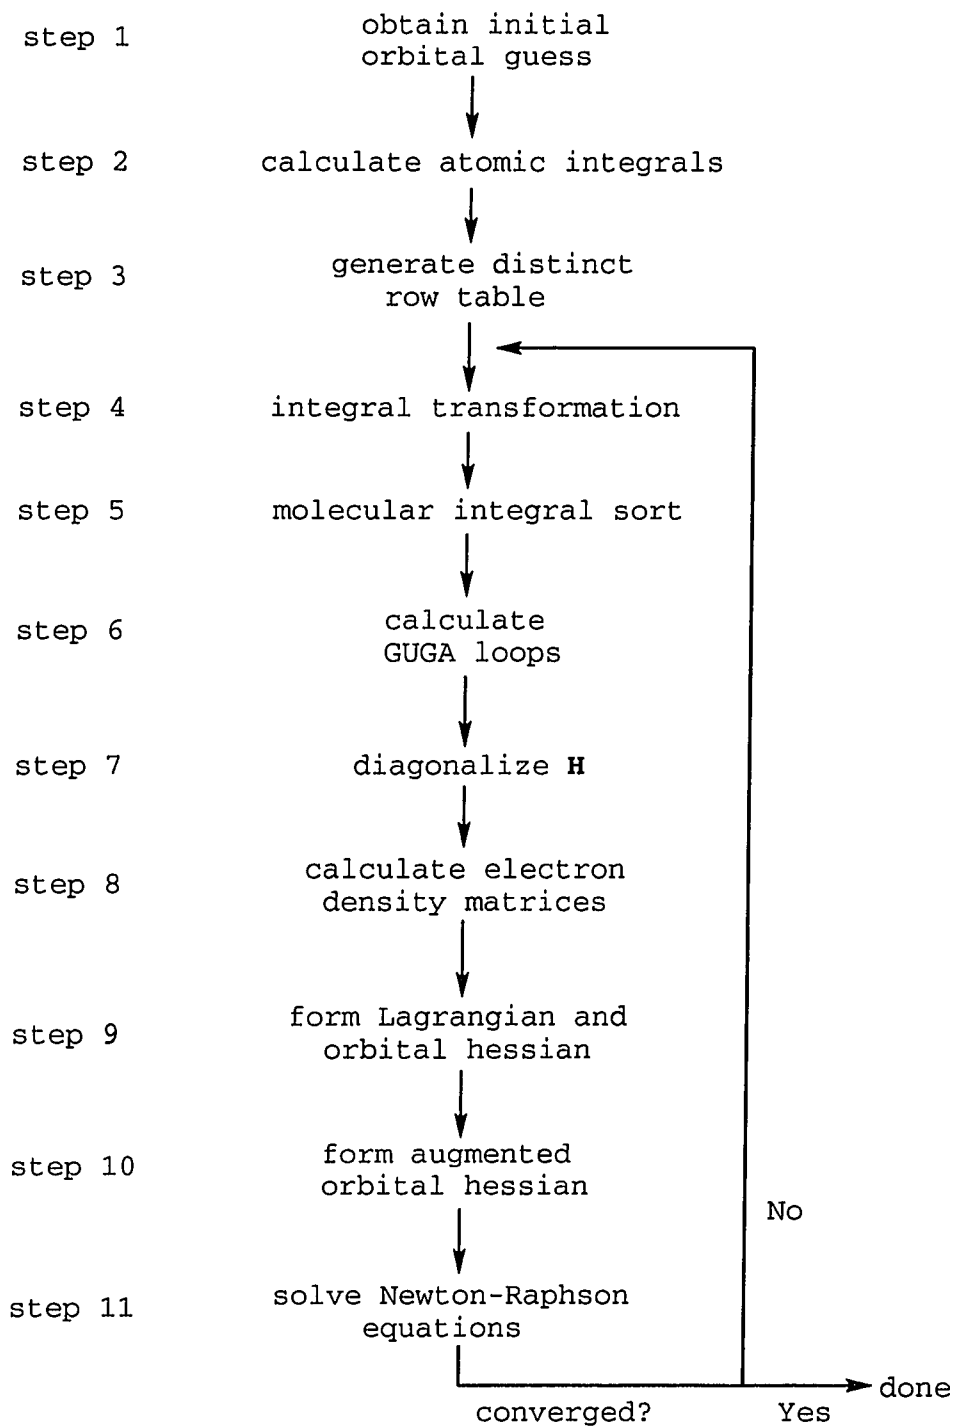 step 1
obtain initial
orbital guess
step 2
calculate atomic integrals
step 3
generate distinct
row table
step 4
integral transformation
step 5
molecular integral sort
step 6
calculate
GUGA loops
step 7
diagonalize H
step 8
calculate electron
density matrices
step 9
form Lagrangian and
orbital hessian
step 10
form augmented
orbital hessian
No
step 11
solve Newton-Raphson
equations
done
converged?
Yes